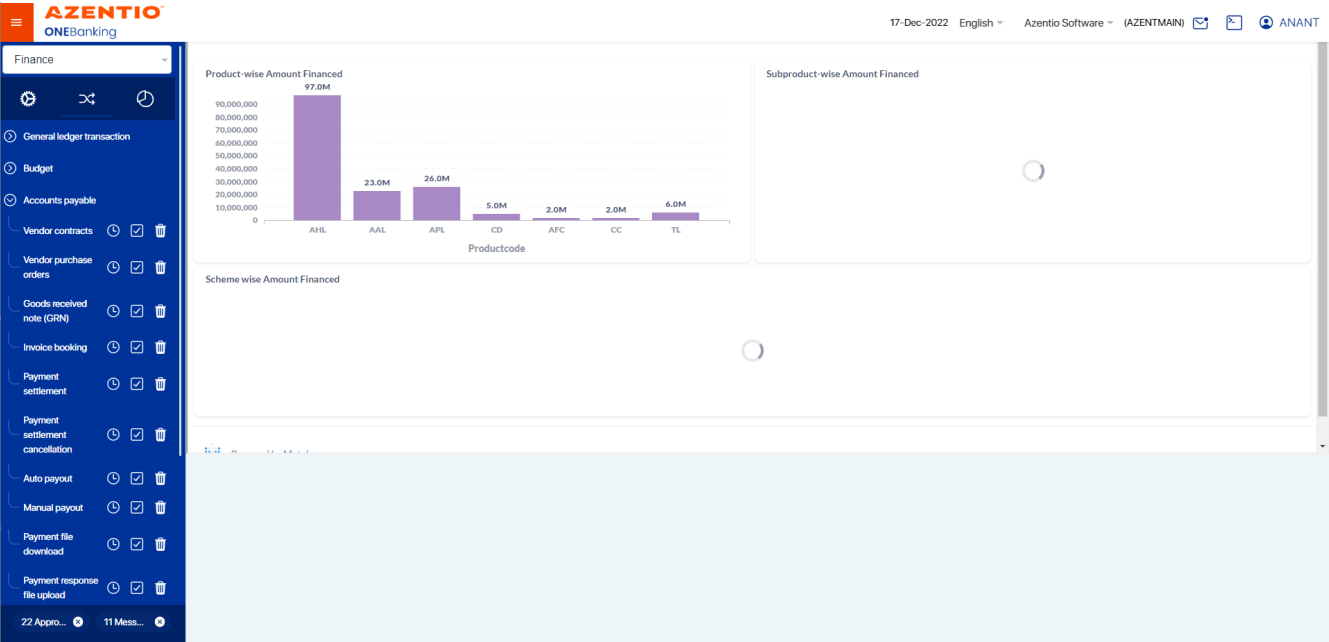 AZENTIO
ONEBanking
17-Dec-2022 English Azentio Software (AZENTMAIN) ANANT
Finance
General ledger transaction
Budget
Accounts payable
Vendor contracts
Vendor purchase
orders
Goods received
note (GRN)
Invoice booking
Payment
settlement
Payment
settlement
cancellation
Auto payout
Manual payout
Payment file
download
Payment response
file upload
22 Appro...
11 Mess...
Product-wise Amount Financed
97.0M
90,000,000
80,000,000
70,000,000
60,000,000
50,000,000
40,000,000
30,000,000
20,000,000
10,000,000
0
23.0M
26.0M
5.0M
2.0M
2.0M
6.0M
AHL AAL APL CD AFC CC TL
Productcode
Subproduct-wise Amount Financed
Scheme wise Amount Financed